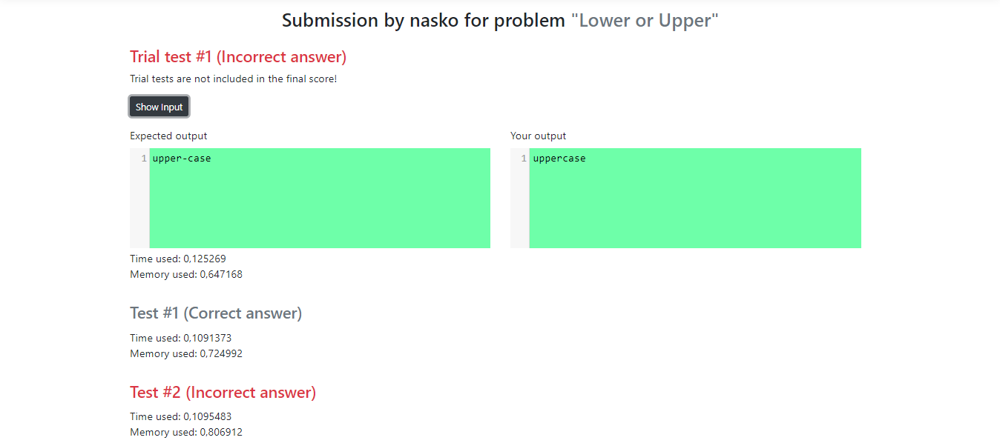 Submission by nasko for problem "Lower or Upper"
Trial test #1 (Incorrect answer)
Trial tests are not included in the final score!
Show Input
Expected output
Your output
1 upper-case
1 uppercase
Time used: 0,125269
Memory used: 0,647168
Test #1 (Correct answer)
Time used: 0,1091373
Memory used: 0,724992
Test #2 (Incorrect answer)
Time used: 0,1095483
Memory used: 0,806912